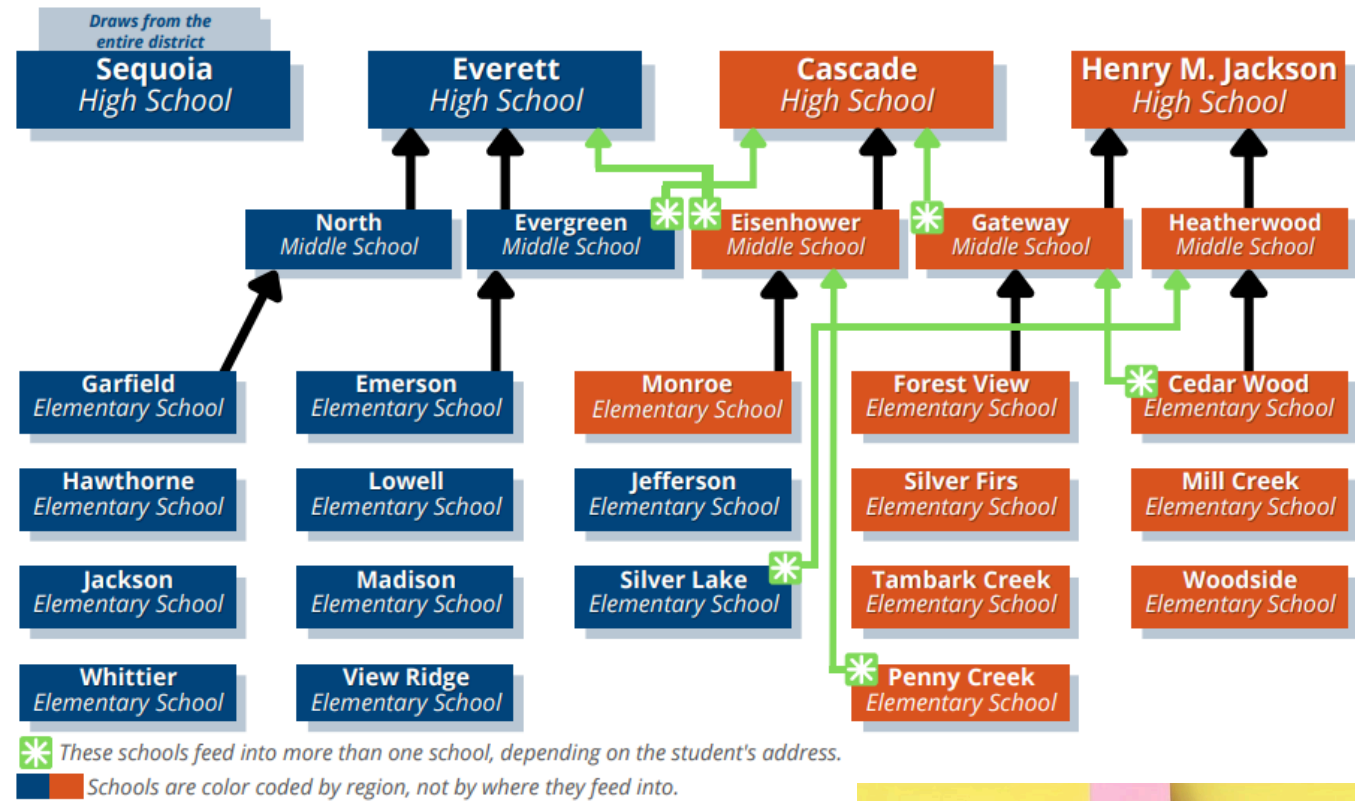 Draws from the
entire district
Sequoia
High School
Everett
High School
Cascade
High School
Henry M. Jackson
High School
North
Middle School
Evergreen
Middle School
Eisenhower
Middle School
Gateway
Middle School
Heatherwood
Middle School
Garfield
Elementary School
Emerson
Elementary School
Monroe
Elementary School
Forest View
Elementary School
Cedar Wood
Elementary School
Hawthorne
Elementary School
Lowell
Elementary School
Jefferson
Elementary School
Silver Firs
Elementary School
Mill Creek
Elementary School
Jackson
Elementary School
Madison
Elementary School
Silver Lake
Elementary School
Tambark Creek
Elementary School
Woodside
Elementary School
Whittier
Elementary School
View Ridge
Elementary School
Penny Creek
Elementary School
These schools feed into more than one school, depending on the student's address.
Schools are color coded by region, not by where they feed into.